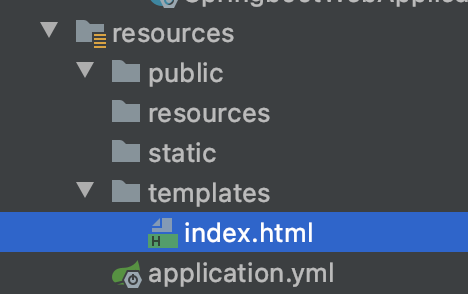 resources
public
resources
static
templates
index.html
application.yml